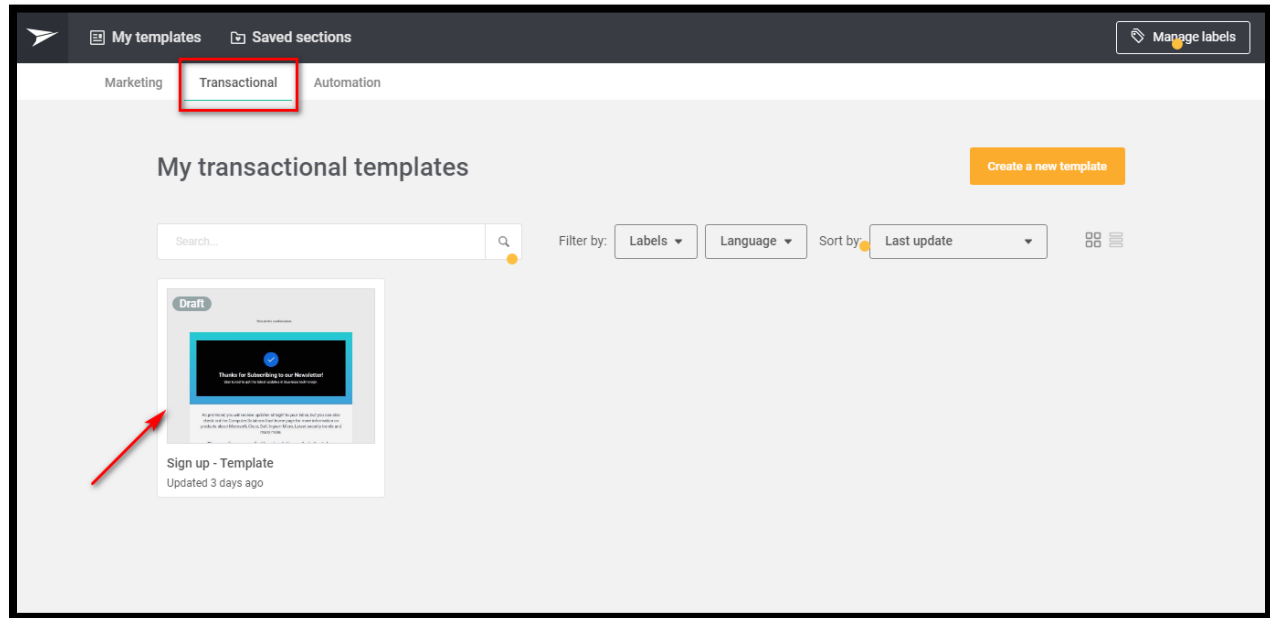 My templates Saved sections Manage labels
Marketing Transactional Automation
My transactional templates Create a new template
Search... Filter by: Labels Language Sort by: Last update
Draft
Thanks for Subscribing to our Newsletter!
Sign up - Template
Updated 3 days ago